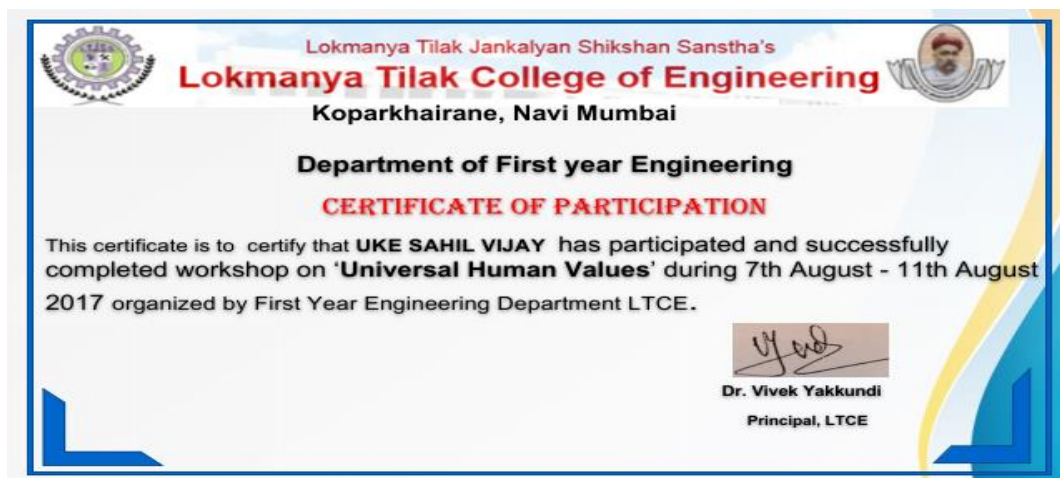 Lokmanya Tilak Jankalyan Shikshan Sanstha's
Lokmanya Tilak College of Engineering
Koparkhairane, Navi Mumbai
Department of First year Engineering
CERTIFICATE OF PARTICIPATION
This certificate is to certify that UKE SAHIL VIJAY has participated and successfully
completed workshop on ‘Universal Human Values’ during 7th August - 11th August
2017 organized by First Year Engineering Department LTCE.
Dr. Vivek Yakkundi
Principal, LTCE